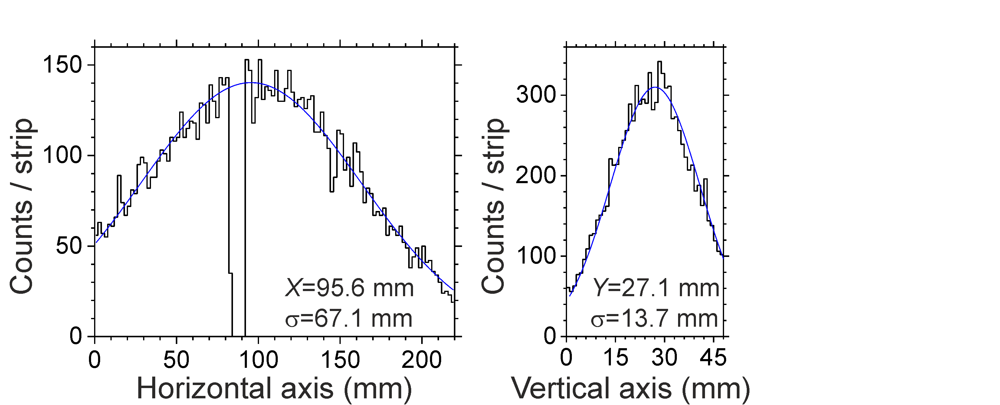 Counts / strip
150
100
50
0
0 50 100 150 200
Horizontal axis (mm)
X=95.6 mm
σ=67.1 mm
Counts / strip
300
200
100
0
0 15 30 45
Vertical axis (mm)
Y=27.1 mm
σ=13.7 mm